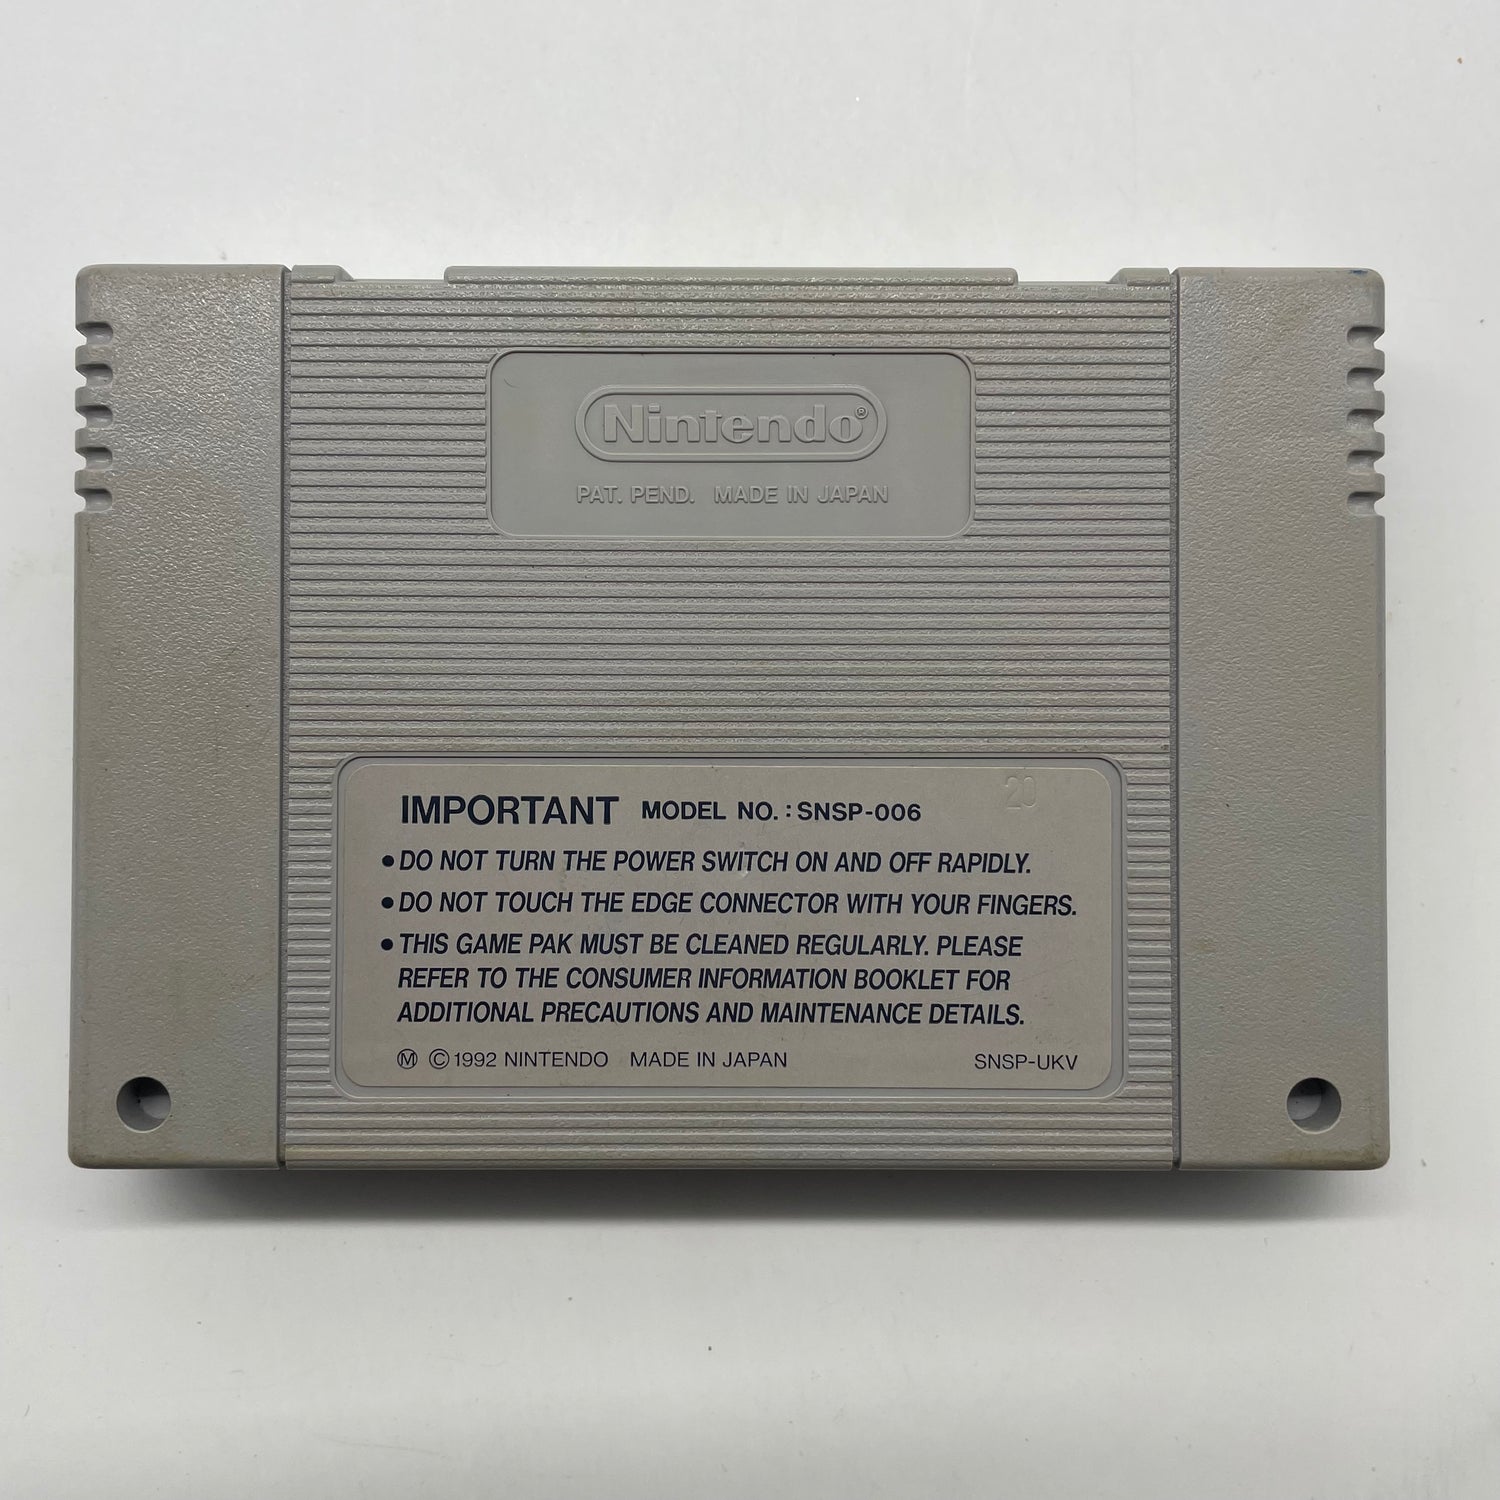 Nintendo®
PAT. PEND. MADE IN JAPAN
20
IMPORTANT MODEL NO. : SNSP-006
● DO NOT TURN THE POWER SWITCH ON AND OFF RAPIDLY.
● DO NOT TOUCH THE EDGE CONNECTOR WITH YOUR FINGERS.
● THIS GAME PAK MUST BE CLEANED REGULARLY. PLEASE
REFER TO THE CONSUMER INFORMATION BOOKLET FOR
ADDITIONAL PRECAUTIONS AND MAINTENANCE DETAILS.
Ⓜ ©1992 NINTENDO MADE IN JAPAN SNSP-UKV